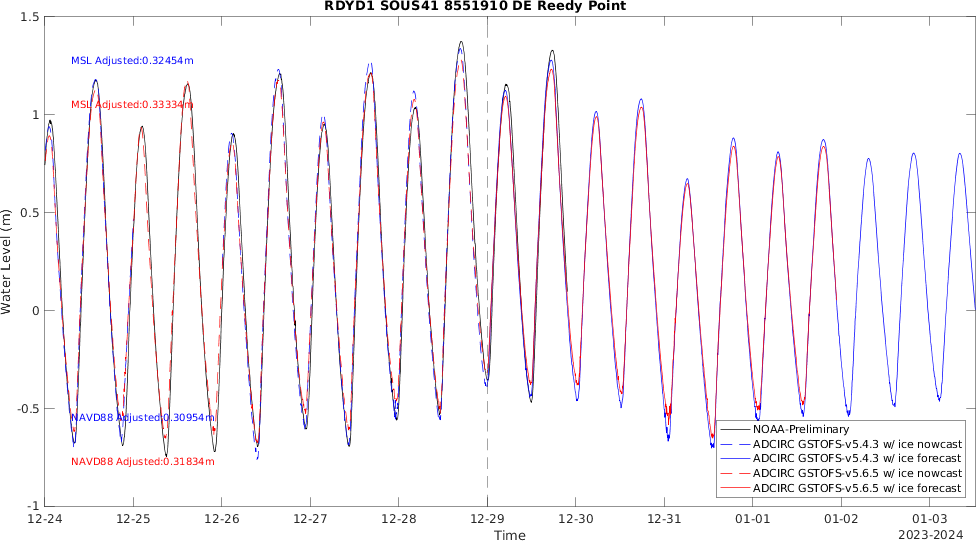 RDYD1 SOUS41 8551910 DE Reedy Point
1.5
1
0.5
0
-0.5
-1
Water Level (m)
MSL Adjusted:0.32454m
MSL Adjusted:0.33334m
NAVD88 Adjusted:0.30954m
NAVD88 Adjusted:0.31834m
NOAA-Preliminary
ADCIRC GSTOFS-v5.4.3 w/ ice nowcast
ADCIRC GSTOFS-v5.4.3 w/ ice forecast
ADCIRC GSTOFS-v5.6.5 w/ ice nowcast
ADCIRC GSTOFS-v5.6.5 w/ ice forecast
12-24 12-25 12-26 12-27 12-28 12-29 12-30 12-31 01-01 01-02 01-03
Time
2023-2024